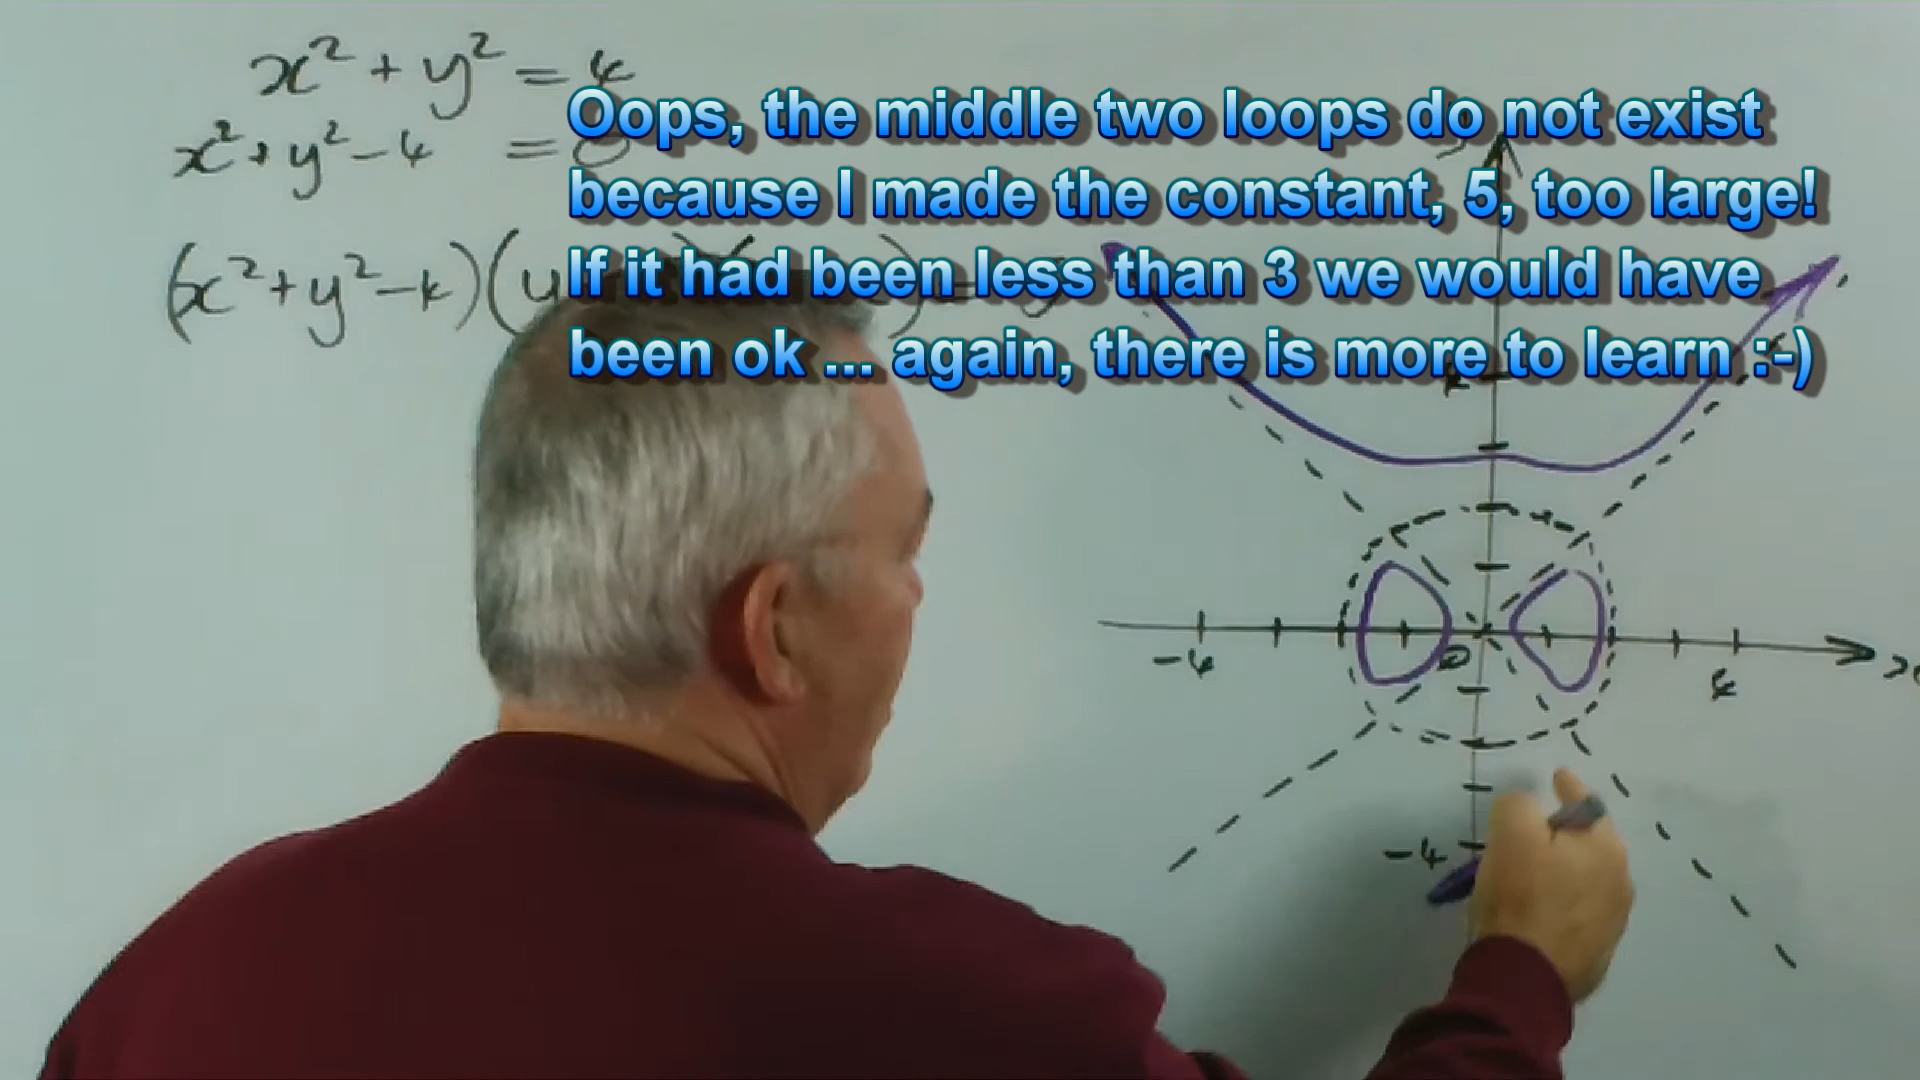 x² + y² = 4
x² + y² - 4 = 0
Oops, the middle two loops do not exist
because I made the constant, 5, too large!
(x² + y² - 4)(y
If it had been less than 3 we would have
been ok ... again, there is more to learn :-)
-4
0
4
x
-4